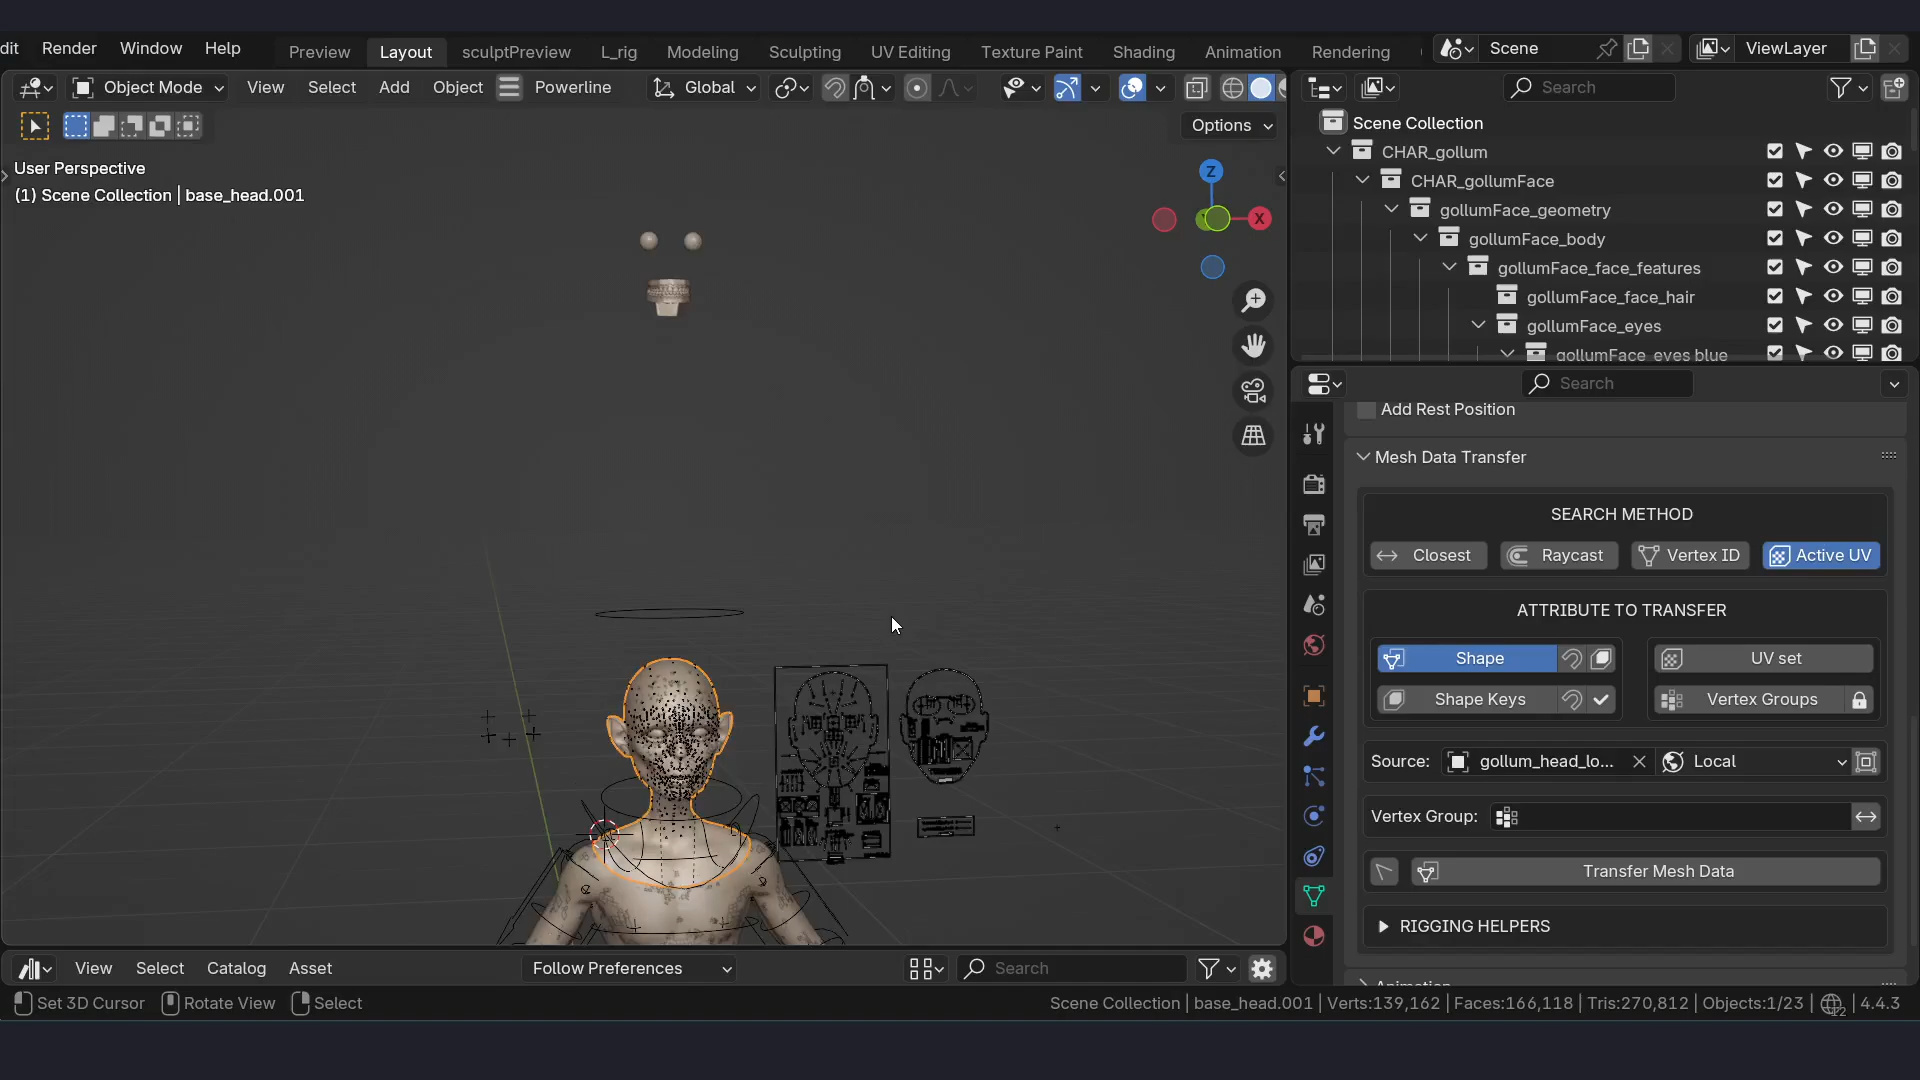 dit Render Window Help Preview Layout sculptPreview L_rig Modeling Sculpting UV Editing Texture Paint Shading Animation Rendering Scene ViewLayer
Object Mode View Select Add Object Powerline Global Search
Options
User Perspective
(1) Scene Collection | base_head.001
Z
X
Scene Collection
CHAR_gollum
CHAR_gollumFace
gollumFace_geometry
gollumFace_body
gollumFace_face_features
gollumFace_face_hair
gollumFace_eyes
gollumFace_eyes blue
Search
Add Rest Position
Mesh Data Transfer
SEARCH METHOD
Closest Raycast Vertex ID Active UV
ATTRIBUTE TO TRANSFER
Shape UV set
Shape Keys Vertex Groups
Source: gollum_head_lo... Local
Vertex Group:
Transfer Mesh Data
RIGGING HELPERS
Animation
View Select Catalog Asset Follow Preferences Search
Set 3D Cursor Rotate View Select Scene Collection | base_head.001 | Verts:139,162 | Faces:166,118 | Tris:270,812 | Objects:1/23 | 12 | 4.4.3